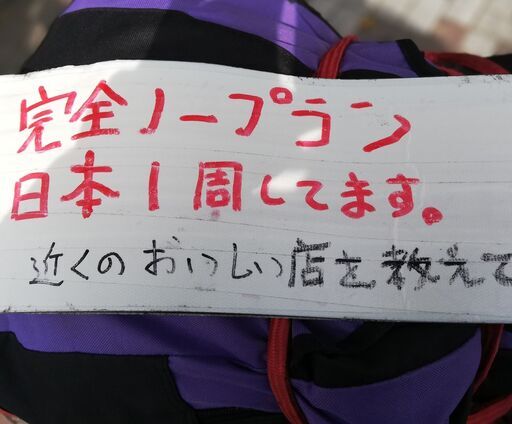 完全ノープラン
日本1周してます。
近くのおいしい店を教えて